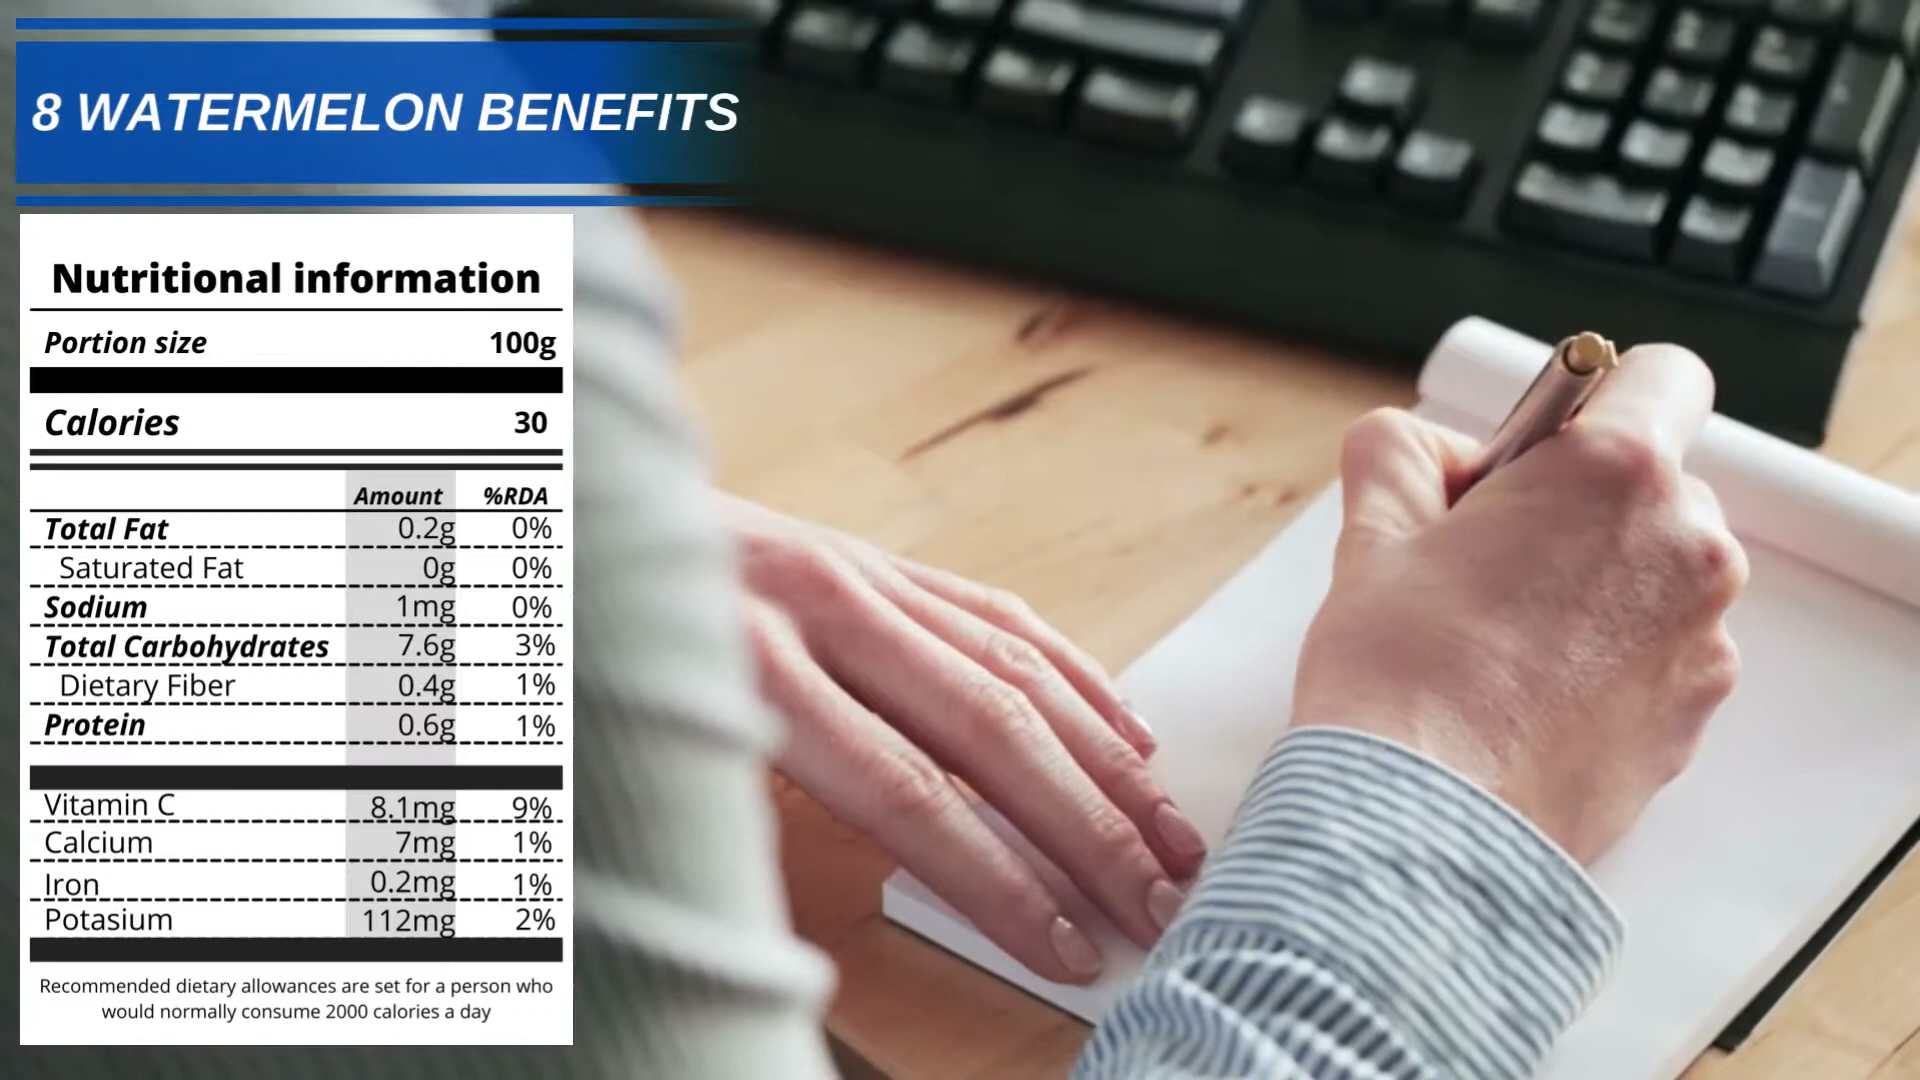 8 WATERMELON BENEFITS
Nutritional information
Portion size 100g
Calories 30
Amount %RDA
Total Fat 0.2g 0%
Saturated Fat 0g 0%
Sodium 1mg 0%
Total Carbohydrates 7.6g 3%
Dietary Fiber 0.4g 1%
Protein 0.6g 1%
Vitamin C 8.1mg 9%
Calcium 7mg 1%
Iron 0.2mg 1%
Potasium 112mg 2%
Recommended dietary allowances are set for a person who
would normally consume 2000 calories a day